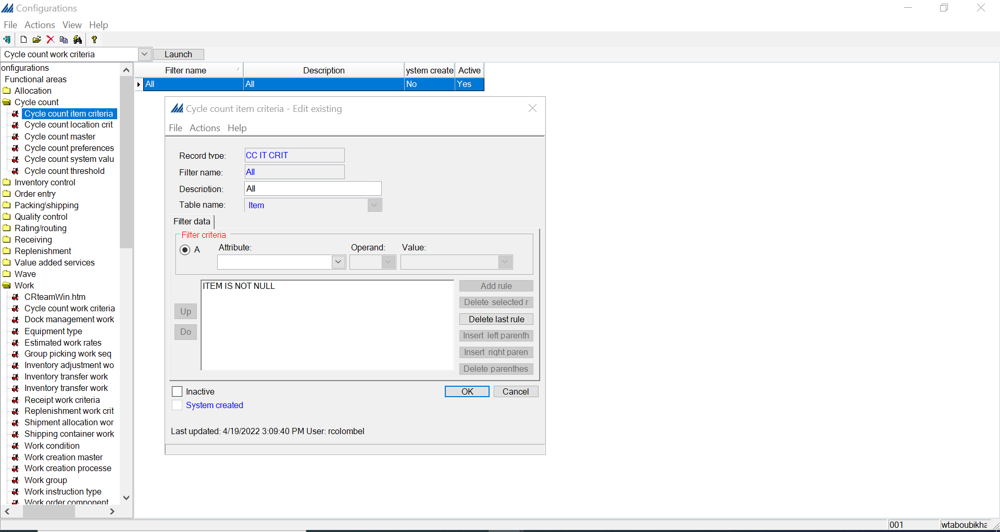 Configurations
File Actions View Help
Cycle count work criteria Launch
onfigurations
Functional areas
Allocation
Cycle count
Cycle count item criteria
Cycle count location crit
Cycle count master
Cycle count preferences
Cycle count system valu
Cycle count threshold
Inventory control
Order entry
Packing\shipping
Quality control
Rating/routing
Receiving
Replenishment
Value added services
Wave
Work
CRteamWin.htm
Cycle count work criteria
Dock management work
Equipment type
Estimated work rates
Group picking work seq
Inventory adjustment wo
Inventory transfer work
Inventory transfer work
Receipt work criteria
Replenishment work crit
Shipment allocation wor
Shipping container work
Work condition
Work creation master
Work creation processe
Work group
Work instruction type
Work order component
Filter name Description ystem create Active
All All No Yes
Cycle count item criteria - Edit existing
File Actions Help
Record type: CC IT CRIT
Filter name: All
Description: All
Table name: Item
Filter data
Filter criteria
A Attribute: Operand: Value:
ITEM IS NOT NULL
Up
Do
Add rule
Delete selected r
Delete last rule
Insert left parenth
Insert right paren
Delete parenthes
Inactive
System created
OK Cancel
Last updated: 4/19/2022 3:09:40 PM User: rcolombel
001 wtaboubikha